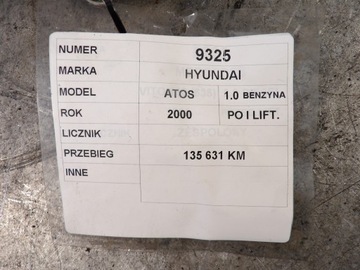 NUMER 9325
MARKA HYUNDAI
MODEL ATOS 1.0 BENZYNA
ROK 2000 PO I LIFT.
LICZNIK
PRZEBIEG 135 631 KM
INNE